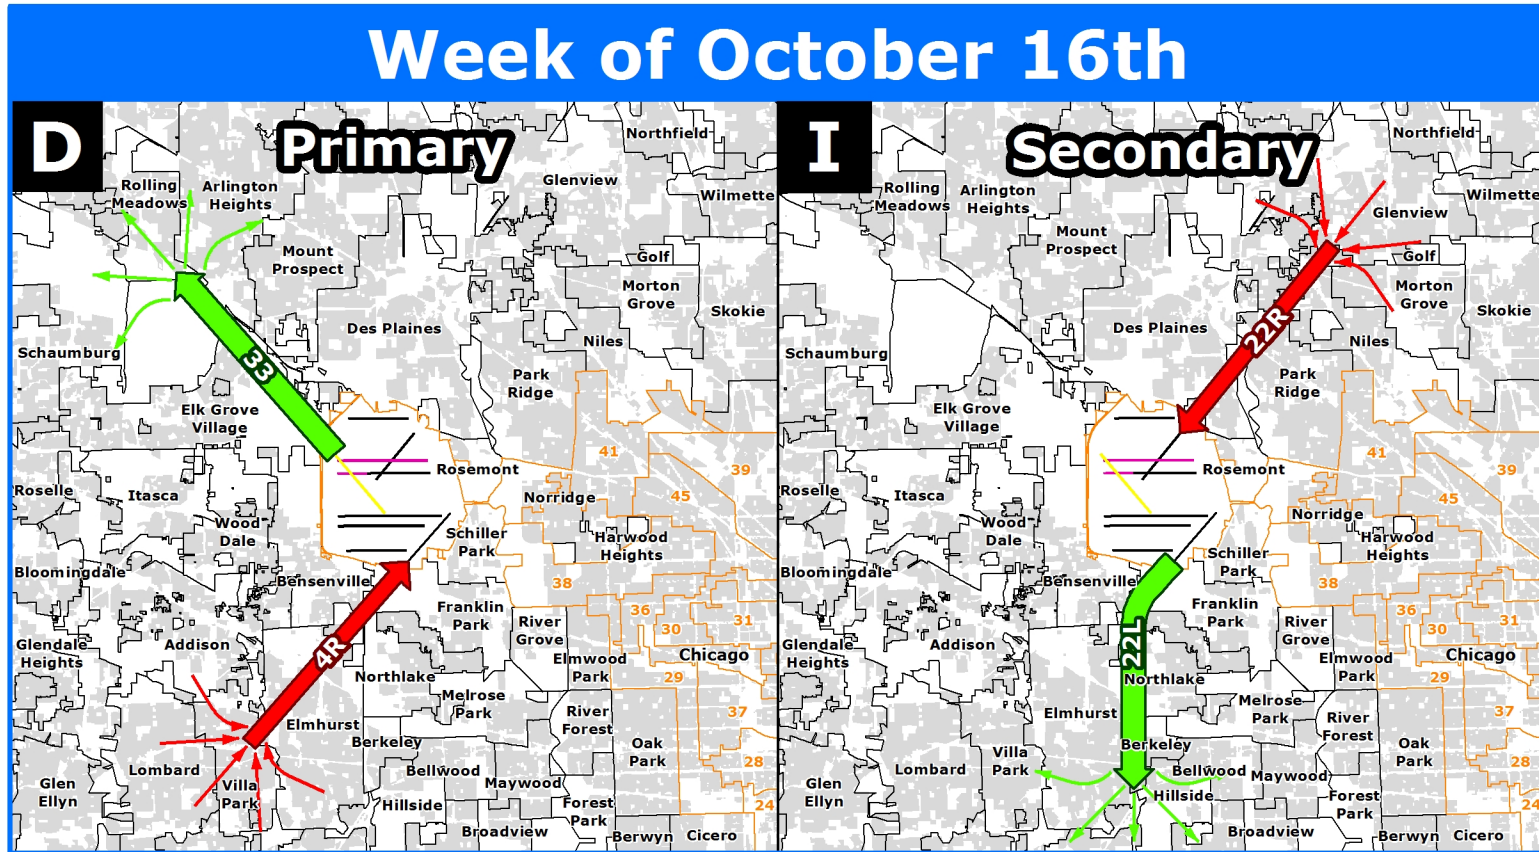 Week of October 16th
D
Primary
Northfield
Rolling
Meadows
Arlington
Heights
Glenview
Wilmette
Mount
Prospect
Golf
Morton
Grove
Skokie
Des Plaines
Niles
Schaumburg
33
Park
Ridge
Elk Grove
Village
41
39
Rosemont
Roselle
Itasca
Norridge
45
Wood
Dale
Schiller
Park
Harwood
Heights
Bloomingdale
Bensenville
38
Franklin
Park
36
31
30
River
Grove
Glendale
Heights
Addison
4R
Chicago
Elmwood
Park
29
Northlake
Melrose
Park
37
River
Forest
Elmhurst
Berkeley
Oak
Park
28
Lombard
Bellwood
Maywood
Glen
Ellyn
Villa
Park
Hillside
Forest
Park
24
Broadview
Berwyn
Cicero
I
Secondary
Northfield
Rolling
Meadows
Arlington
Heights
Wilmette
Glenview
Mount
Prospect
Golf
Morton
Grove
Skokie
Des Plaines
22R
Niles
Schaumburg
Park
Ridge
Elk Grove
Village
41
39
Rosemont
Roselle
Itasca
45
Norridge
Wood
Dale
Harwood
Heights
Schiller
Park
Bloomingdale
Bensenville
38
Franklin
Park
36
31
30
River
Grove
Glendale
Heights
Addison
22L
Chicago
Elmwood
Park
29
Northlake
Melrose
Park
37
Elmhurst
River
Forest
Berkeley
Oak
Park
Villa
Park
28
Lombard
Bellwood
Maywood
Glen
Ellyn
Hillside
Forest
Park
24
Broadview
Berwyn
Cicero